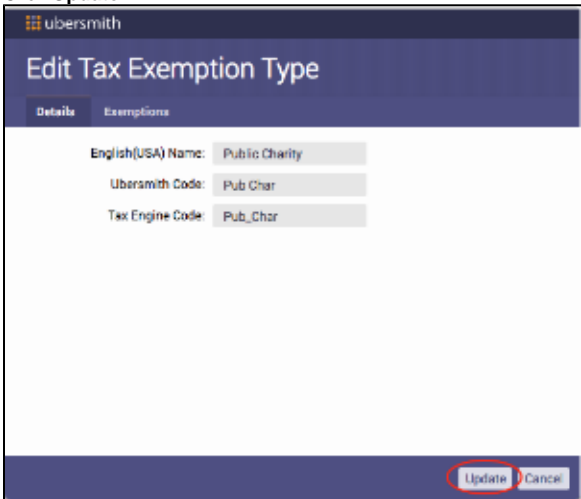 ubersmith
Edit Tax Exemption Type
Details Exemptions
English(USA) Name: Public Charity
Ubersmith Code: Pub Char
Tax Engine Code: Pub_Char
Update Cancel